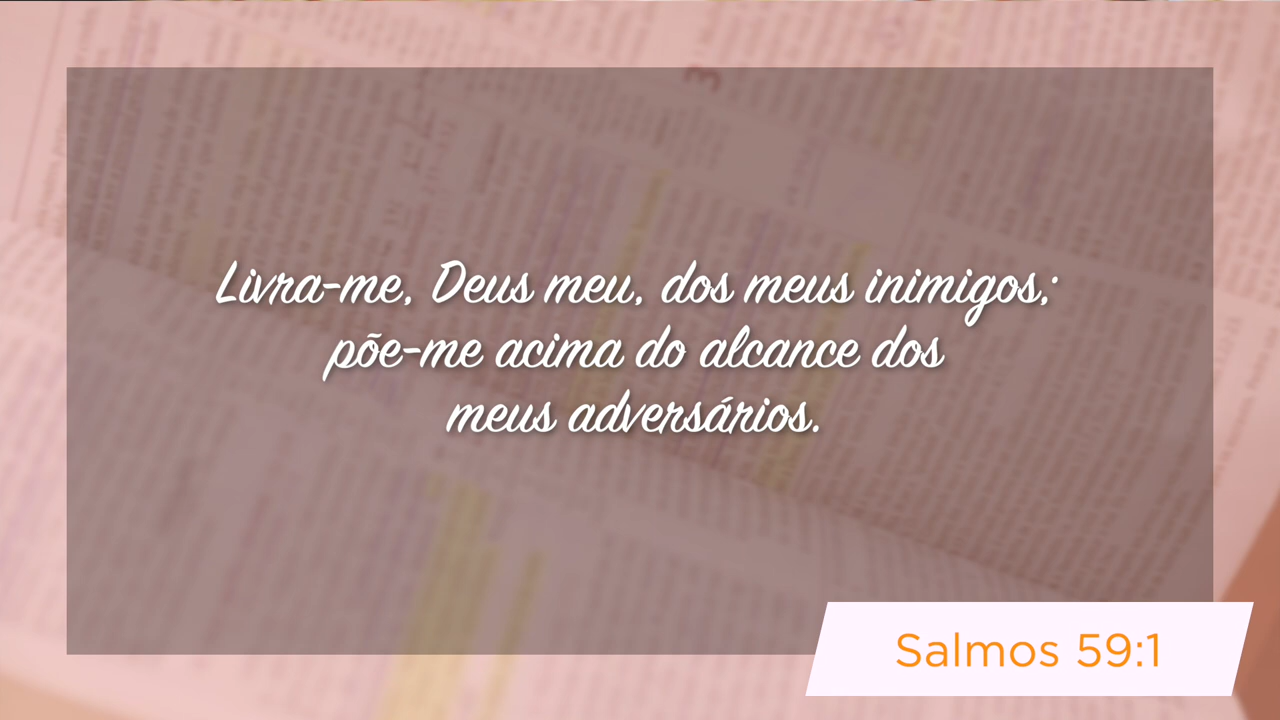 Livra-me, Deus meu, dos meus inimigos;
põe-me acima do alcance dos
meus adversários.
Salmos 59:1